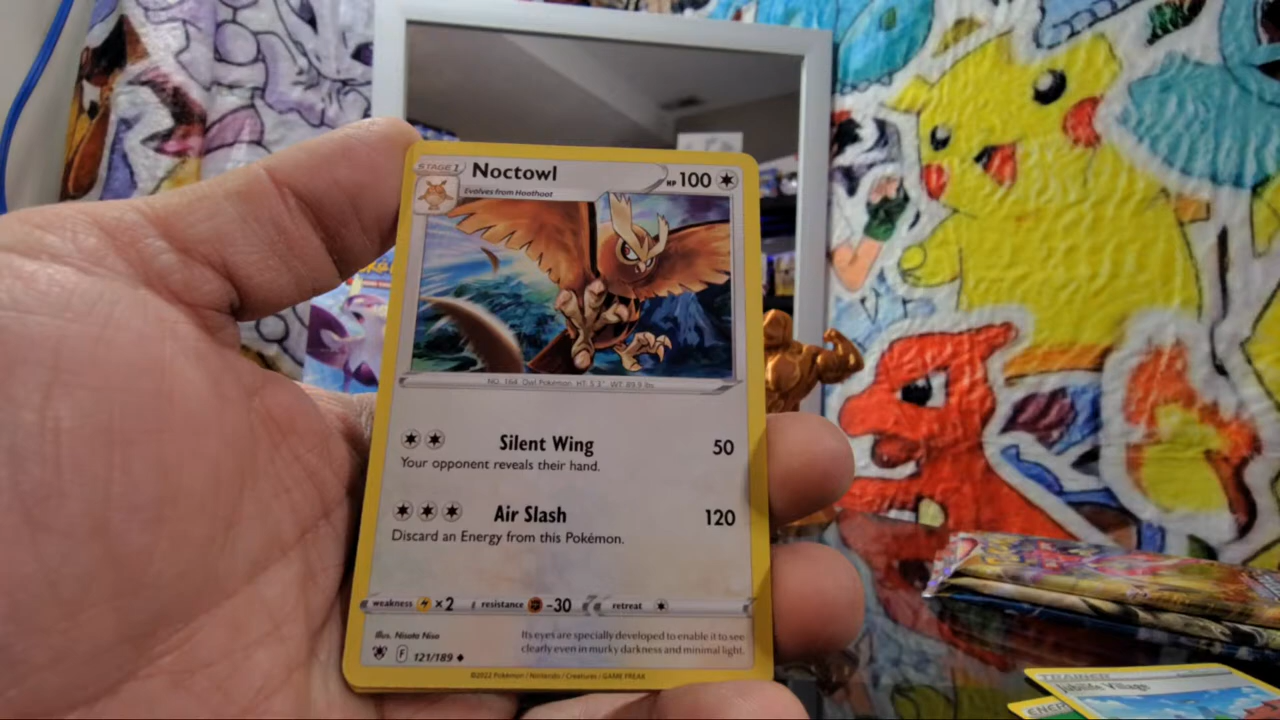 STAGE 1
Noctowl
HP 100
Evolves from Hoothoot
NO. 164 Owl Pokémon HT: 5'3" WT: 89.9 lbs.
Silent Wing 50
Your opponent reveals their hand.
Air Slash 120
Discard an Energy from this Pokémon.
weakness ×2 resistance -30 retreat
Illus. Nisota Niso
Its eyes are specially developed to enable it to see
clearly even in murky darkness and minimal light.
F 121/189
©2022 Pokémon / Nintendo / Creatures / GAME FREAK
TRAINER
Jubilife Village